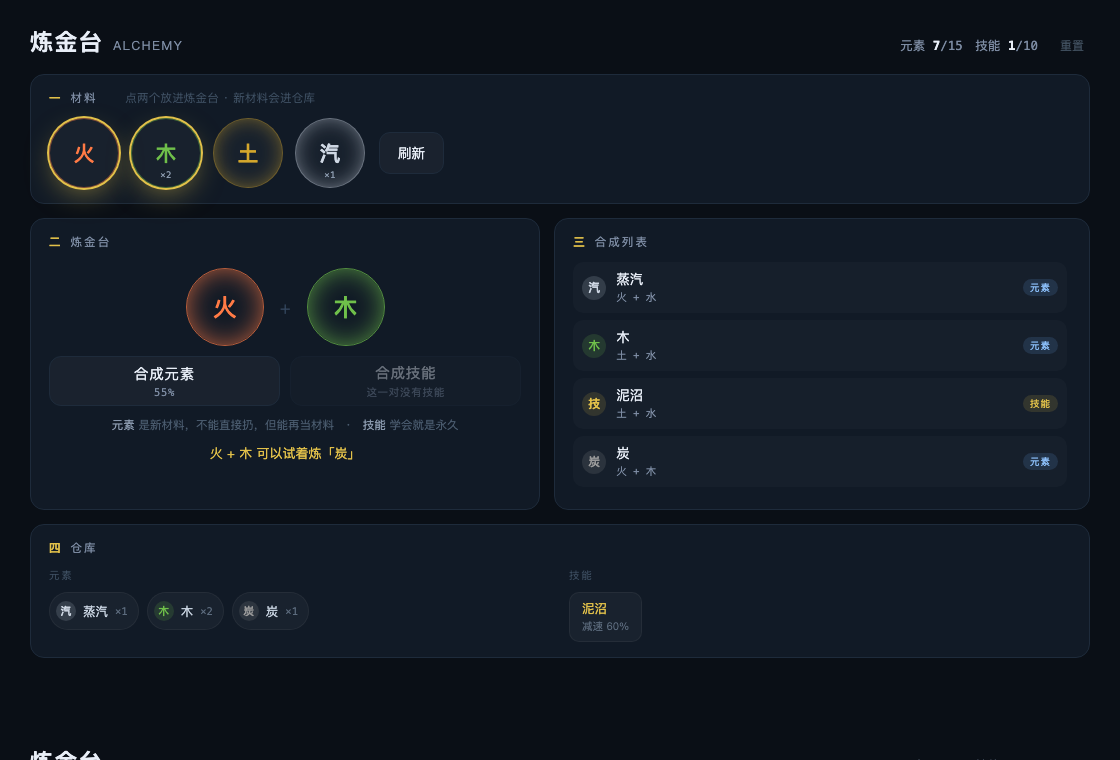 炼金台 ALCHEMY
元素 7/15 技能 1/10 重置
一 材料 点两个放进炼金台 · 新材料会进仓库
火 木 ×2 土 汽 ×1 刷新
二 炼金台
火 + 木
合成元素 合成技能
55% 这一对没有技能
元素 是新材料，不能直接扔，但能再当材料 · 技能 学会就是永久
火 + 木 可以试着炼「炭」
三 合成列表
汽 蒸汽 元素
火 + 水
木 木 元素
土 + 水
技 泥沼 技能
土 + 水
炭 炭 元素
火 + 木
四 仓库
元素 技能
汽 蒸汽 ×1 木 木 ×2 炭 炭 ×1
泥沼
减速 60%
炼金台